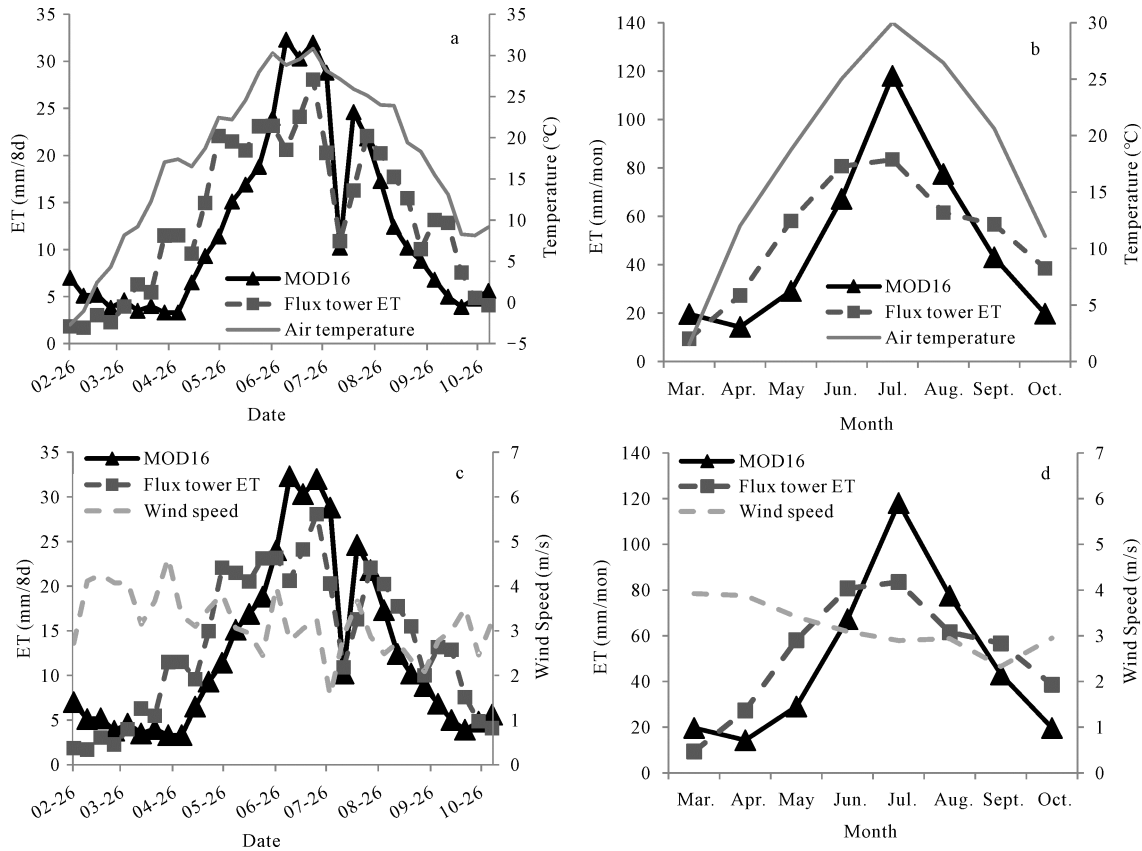 a
ET (mm/8d)
35
30
25
20
15
10
5
0
35
30
25
20
15
10
5
0
−5
Temperature (°C)
MOD16
Flux tower ET
Air temperature
02-26
03-26
04-26
05-26
06-26
07-26
08-26
09-26
10-26
Date
b
ET (mm/mon)
140
120
100
80
60
40
20
0
30
25
20
15
10
5
0
Temperature (°C)
MOD16
Flux tower ET
Air temperature
Mar. Apr. May Jun. Jul. Aug. Sept. Oct.
Month
c
ET (mm/8d)
35
30
25
20
15
10
5
0
7
6
5
4
3
2
1
0
Wind Speed (m/s)
MOD16
Flux tower ET
Wind speed
02-26
03-26
04-26
05-26
06-26
07-26
08-26
09-26
10-26
Date
d
ET (mm/mon)
140
120
100
80
60
40
20
0
7
6
5
4
3
2
1
0
Wind Speed (m/s)
MOD16
Flux tower ET
Wind speed
Mar. Apr. May Jun. Jul. Aug. Sept. Oct.
Month